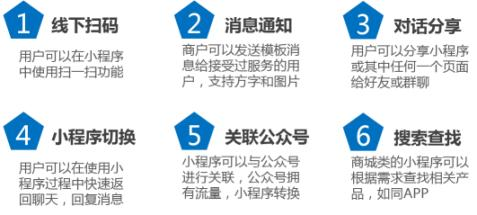 1 线下扫码
用户可以在小程序
中使用扫一扫功能
2 消息通知
商户可以发送模板消
息给接受过服务的用
户，支持方字和图片
3 对话分享
用户可以分享小程序
或其中任何一个页面
给好友或群聊
4 小程序切换
用户可以在使用小
程序过程中快速返
回聊天，回复消息
5 关联公众号
小程序可以与公众号
进行关联，公众号拥
有流量，小程序转换
6 搜索查找
商城类的小程序可以
根据需求查找相关产
品，如同APP